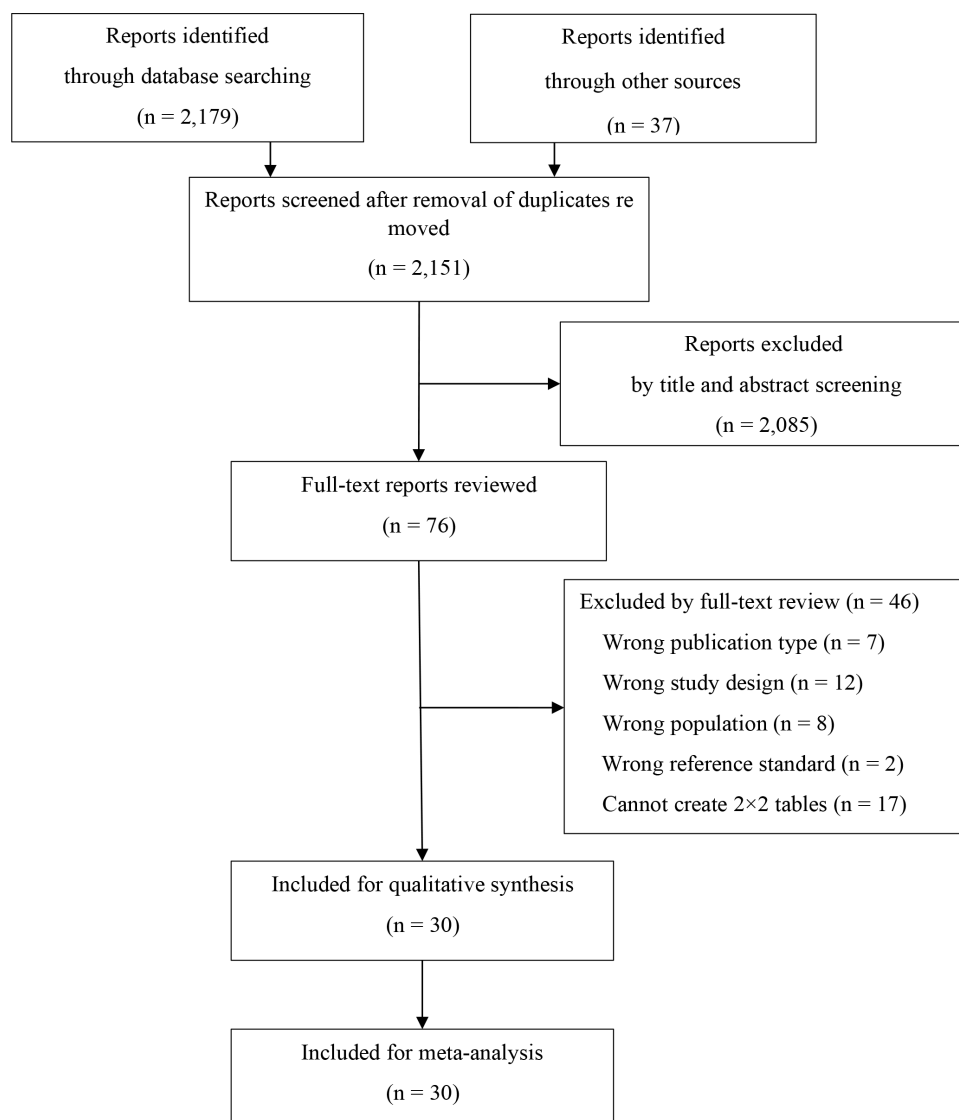 Reports identified
through database searching
(n = 2,179)
Reports identified
through other sources
(n = 37)
Reports screened after removal of duplicates re
moved
(n = 2,151)
Reports excluded
by title and abstract screening
(n = 2,085)
Full-text reports reviewed
(n = 76)
Excluded by full-text review (n = 46)
Wrong publication type (n = 7)
Wrong study design (n = 12)
Wrong population (n = 8)
Wrong reference standard (n = 2)
Cannot create 2×2 tables (n = 17)
Included for qualitative synthesis
(n = 30)
Included for meta-analysis
(n = 30)